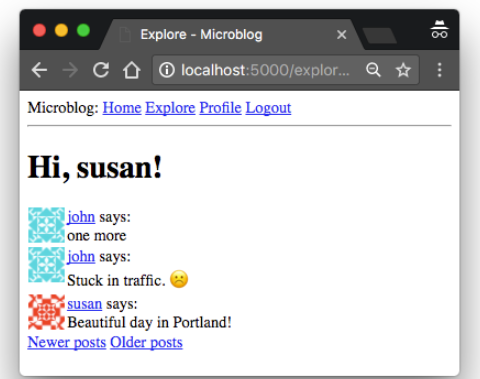 Explore - Microblog
localhost:5000/explor...
Microblog: Home Explore Profile Logout
Hi, susan!
john says:
one more
john says:
Stuck in traffic. ☹️
susan says:
Beautiful day in Portland!
Newer posts Older posts